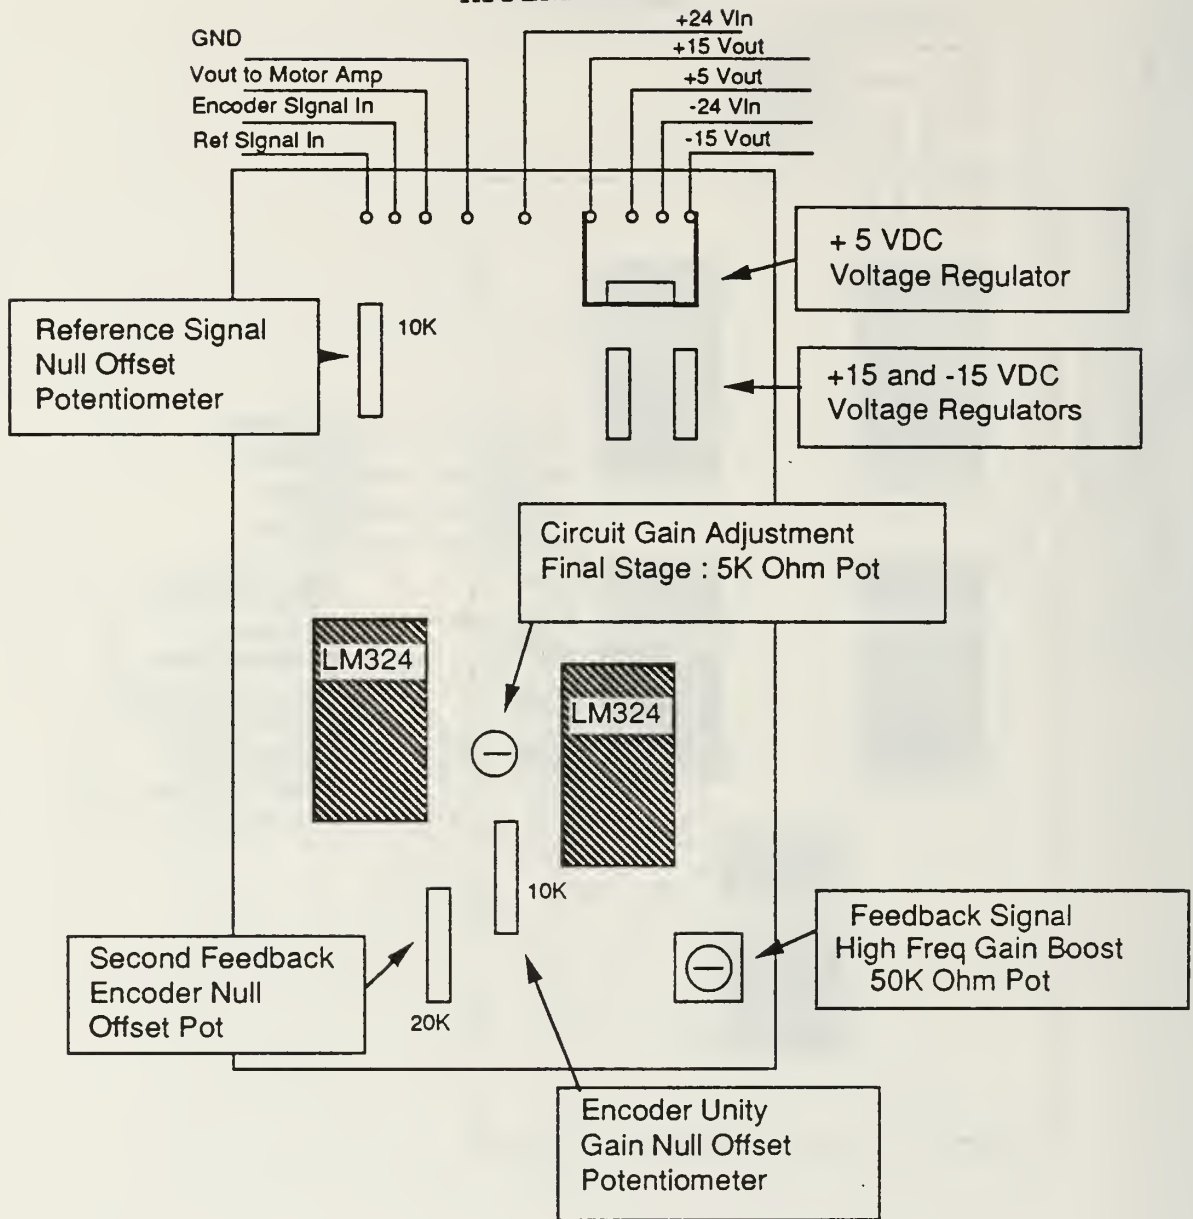 GND
Vout to Motor Amp
Encoder Signal In
Ref Signal In
+24 VIn
+15 Vout
+5 Vout
-24 VIn
-15 Vout
+ 5 VDC
Voltage Regulator
Reference Signal
Null Offset
Potentiometer
10K
+15 and -15 VDC
Voltage Regulators
Circuit Gain Adjustment
Final Stage : 5K Ohm Pot
LM324
LM324
10K
Second Feedback
Encoder Null
Offset Pot
20K
Feedback Signal
High Freq Gain Boost
50K Ohm Pot
Encoder Unity
Gain Null Offset
Potentiometer